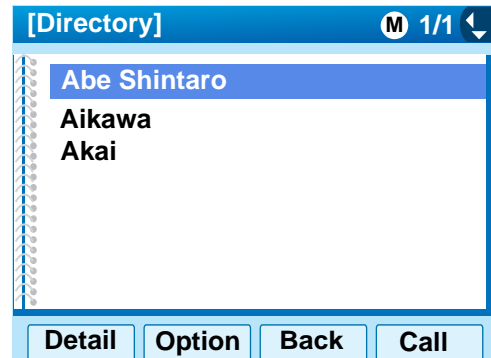 [Directory] M 1/1
Abe Shintaro
Aikawa
Akai
Detail Option Back Call